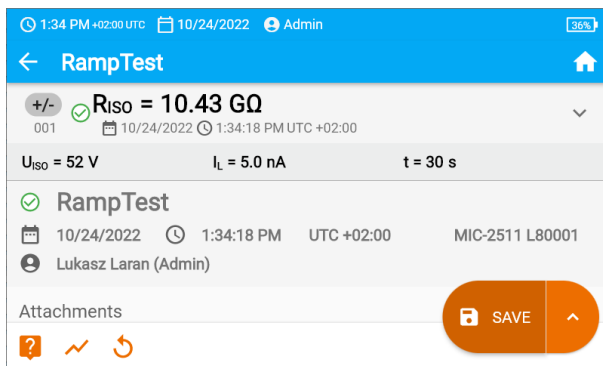 1:34 PM +02:00 UTC 10/24/2022 Admin 36%
RampTest
+/- RISO = 10.43 GΩ
001 10/24/2022 1:34:18 PM UTC +02:00
UISO = 52 V IL = 5.0 nA t = 30 s
RampTest
10/24/2022 1:34:18 PM UTC +02:00 MIC-2511 L80001
Lukasz Laran (Admin)
Attachments
SAVE